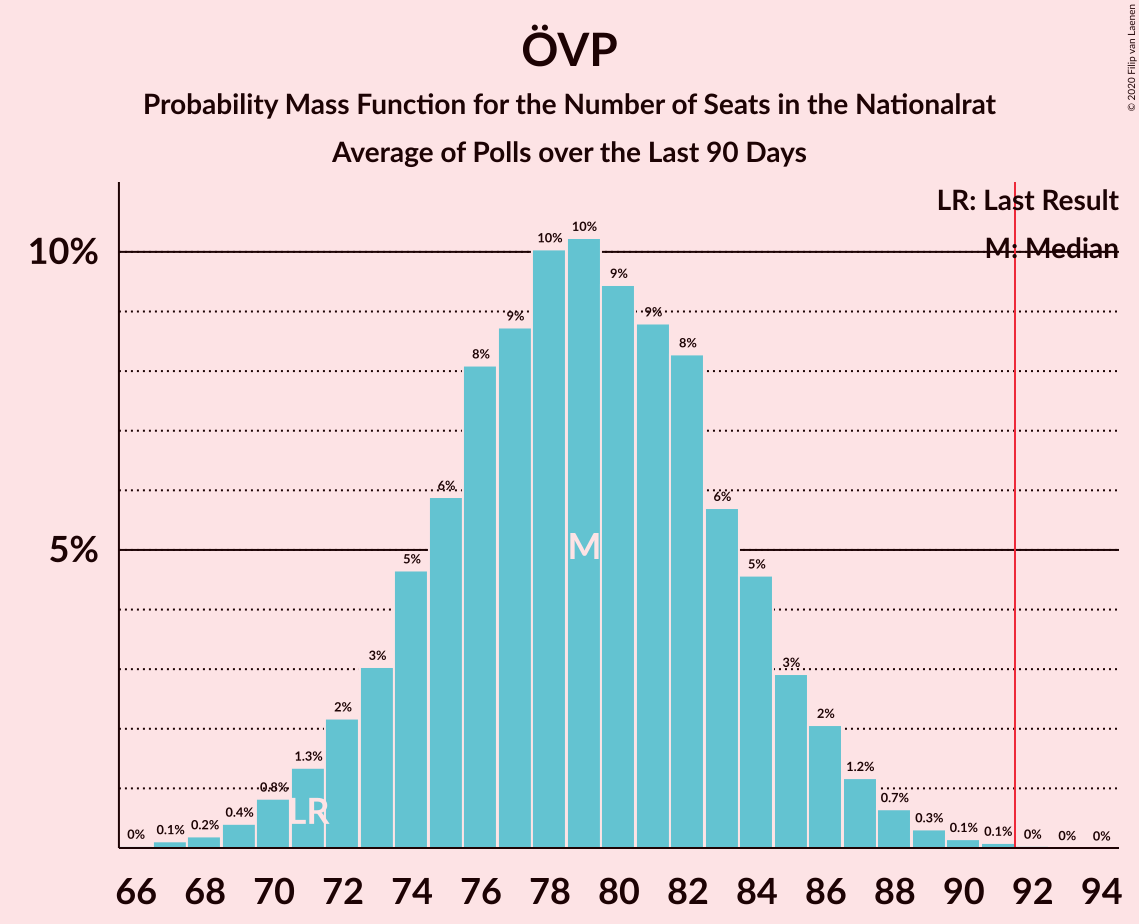 ÖVP
Probability Mass Function for the Number of Seats in the Nationalrat
Average of Polls over the Last 90 Days
© 2020 Filip van Laenen
LR: Last Result
M: Median
10%
5%
0% 0.1% 0.2% 0.4% 0.8% 1.3% 2% 3% 5% 6% 8% 9% 10% 10% 9% 9% 8% 6% 5% 3% 2% 1.2% 0.7% 0.3% 0.1% 0.1% 0% 0% 0%
M
LR
66 68 70 72 74 76 78 80 82 84 86 88 90 92 94